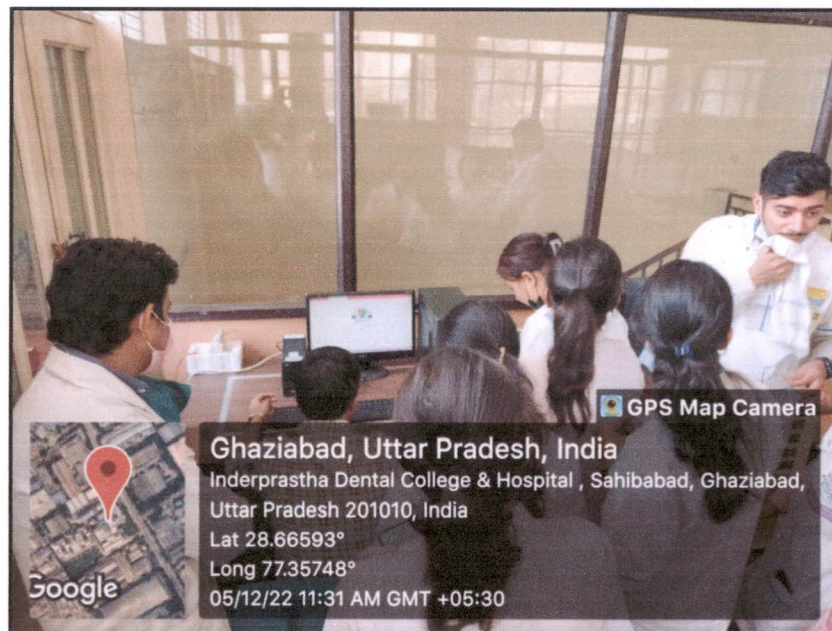 GPS Map Camera
Ghaziabad, Uttar Pradesh, India
Inderprastha Dental College & Hospital , Sahibabad, Ghaziabad,
Uttar Pradesh 201010, India
Lat 28.66593°
Long 77.35748°
05/12/22 11:31 AM GMT +05:30
Google